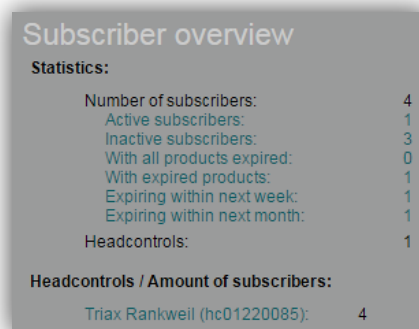 Subscriber overview
Statistics:
Number of subscribers: 4
Active subscribers: 1
Inactive subscribers: 3
With all products expired: 0
With expired products: 1
Expiring within next week: 1
Expiring within next month: 1
Headcontrols: 1
Headcontrols / Amount of subscribers:
Triax Rankweil (hc01220085): 4